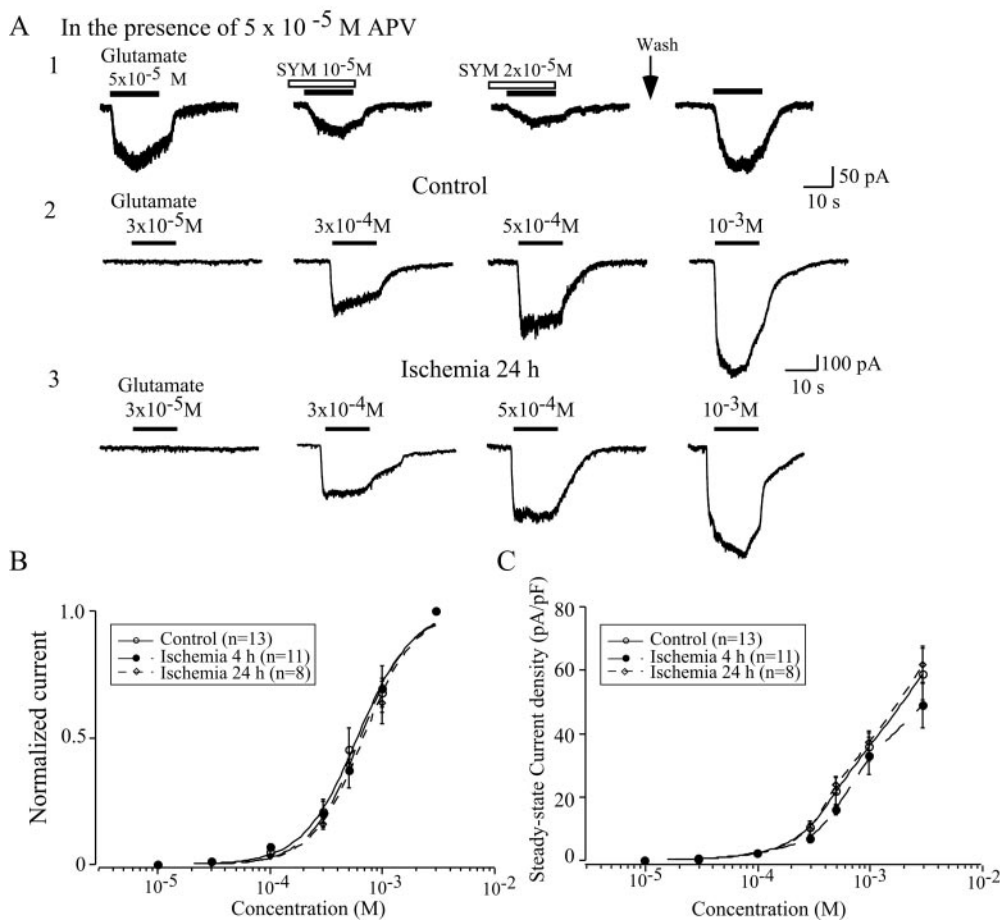 A In the presence of 5 x 10⁻⁵ M APV
1
Glutamate
5x10⁻⁵ M
SYM 10⁻⁵M
SYM 2x10⁻⁵M
Wash
50 pA
10 s
Control
2
Glutamate
3x10⁻⁵M
3x10⁻⁴M
5x10⁻⁴M
10⁻³M
100 pA
10 s
Ischemia 24 h
3
Glutamate
3x10⁻⁵M
3x10⁻⁴M
5x10⁻⁴M
10⁻³M
B
Normalized current
1.0
0.5
0
Control (n=13)
Ischemia 4 h (n=11)
Ischemia 24 h (n=8)
10⁻⁵
10⁻⁴
10⁻³
10⁻²
Concentration (M)
C
Steady-state Current density (pA/pF)
80
60
40
20
0
Control (n=13)
Ischemia 4 h (n=11)
Ischemia 24 h (n=8)
10⁻⁵
10⁻⁴
10⁻³
10⁻²
Concentration (M)